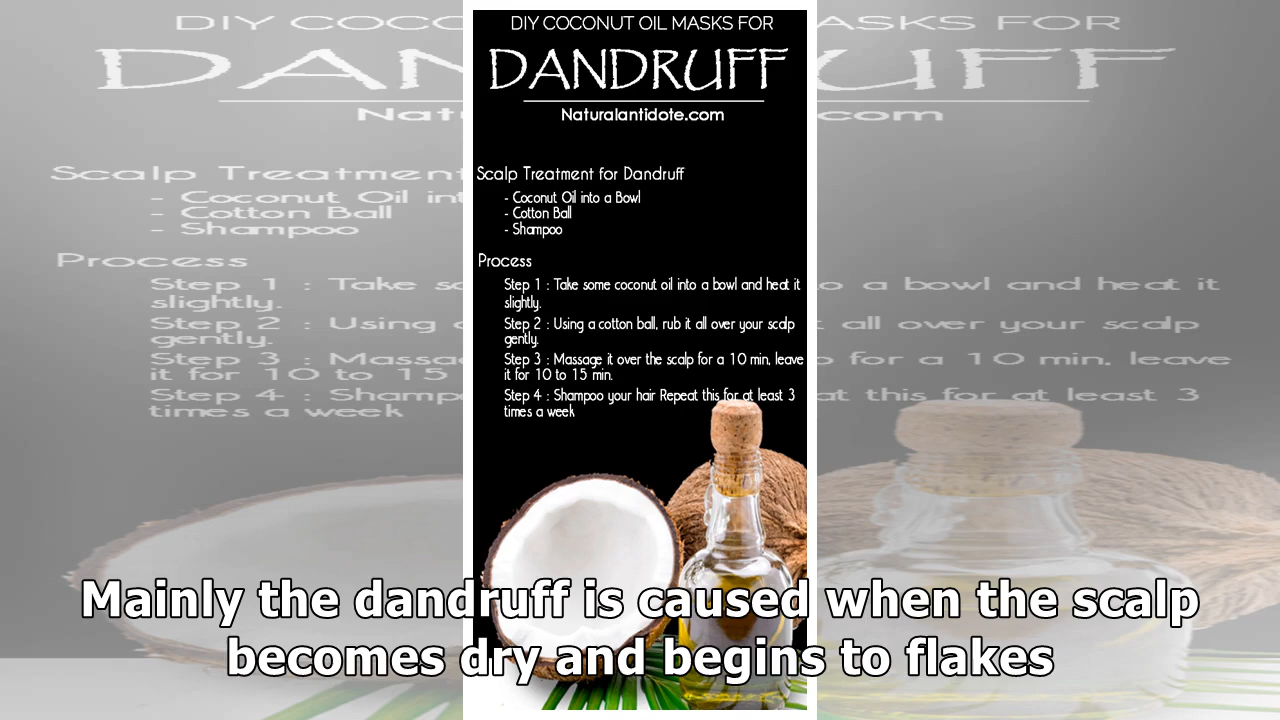 DIY COCONUT OIL MASKS FOR
DANDRUFF
Naturalantidote.com
Scalp Treatment for Dandruff
- Coconut Oil into a Bowl
- Cotton Ball
- Shampoo
Process
Step 1 : Take some coconut oil into a bowl and heat it
slightly.
Step 2 : Using a cotton ball, rub it all over your scalp
gently.
Step 3 : Massage it over the scalp for a 10 min, leave
it for 10 to 15 min.
Step 4 : Shampoo your hair Repeat this for at least 3
times a week
Mainly the dandruff is caused when the scalp
becomes dry and begins to flakes